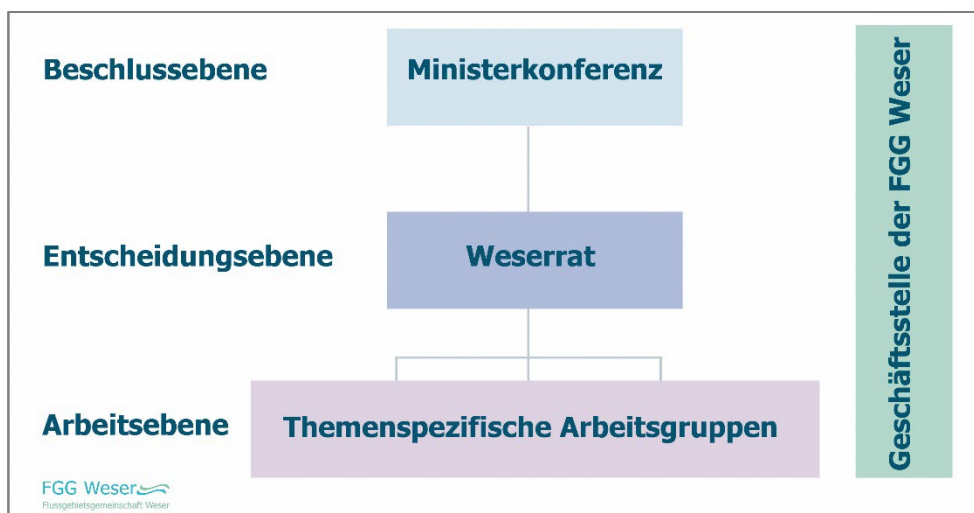 Beschlussebene
Ministerkonferenz
Entscheidungsebene
Weserrat
Arbeitsebene
Themenspezifische Arbeitsgruppen
Geschäftsstelle der FGG Weser
FGG Weser
Flussgebietsgemeinschaft Weser